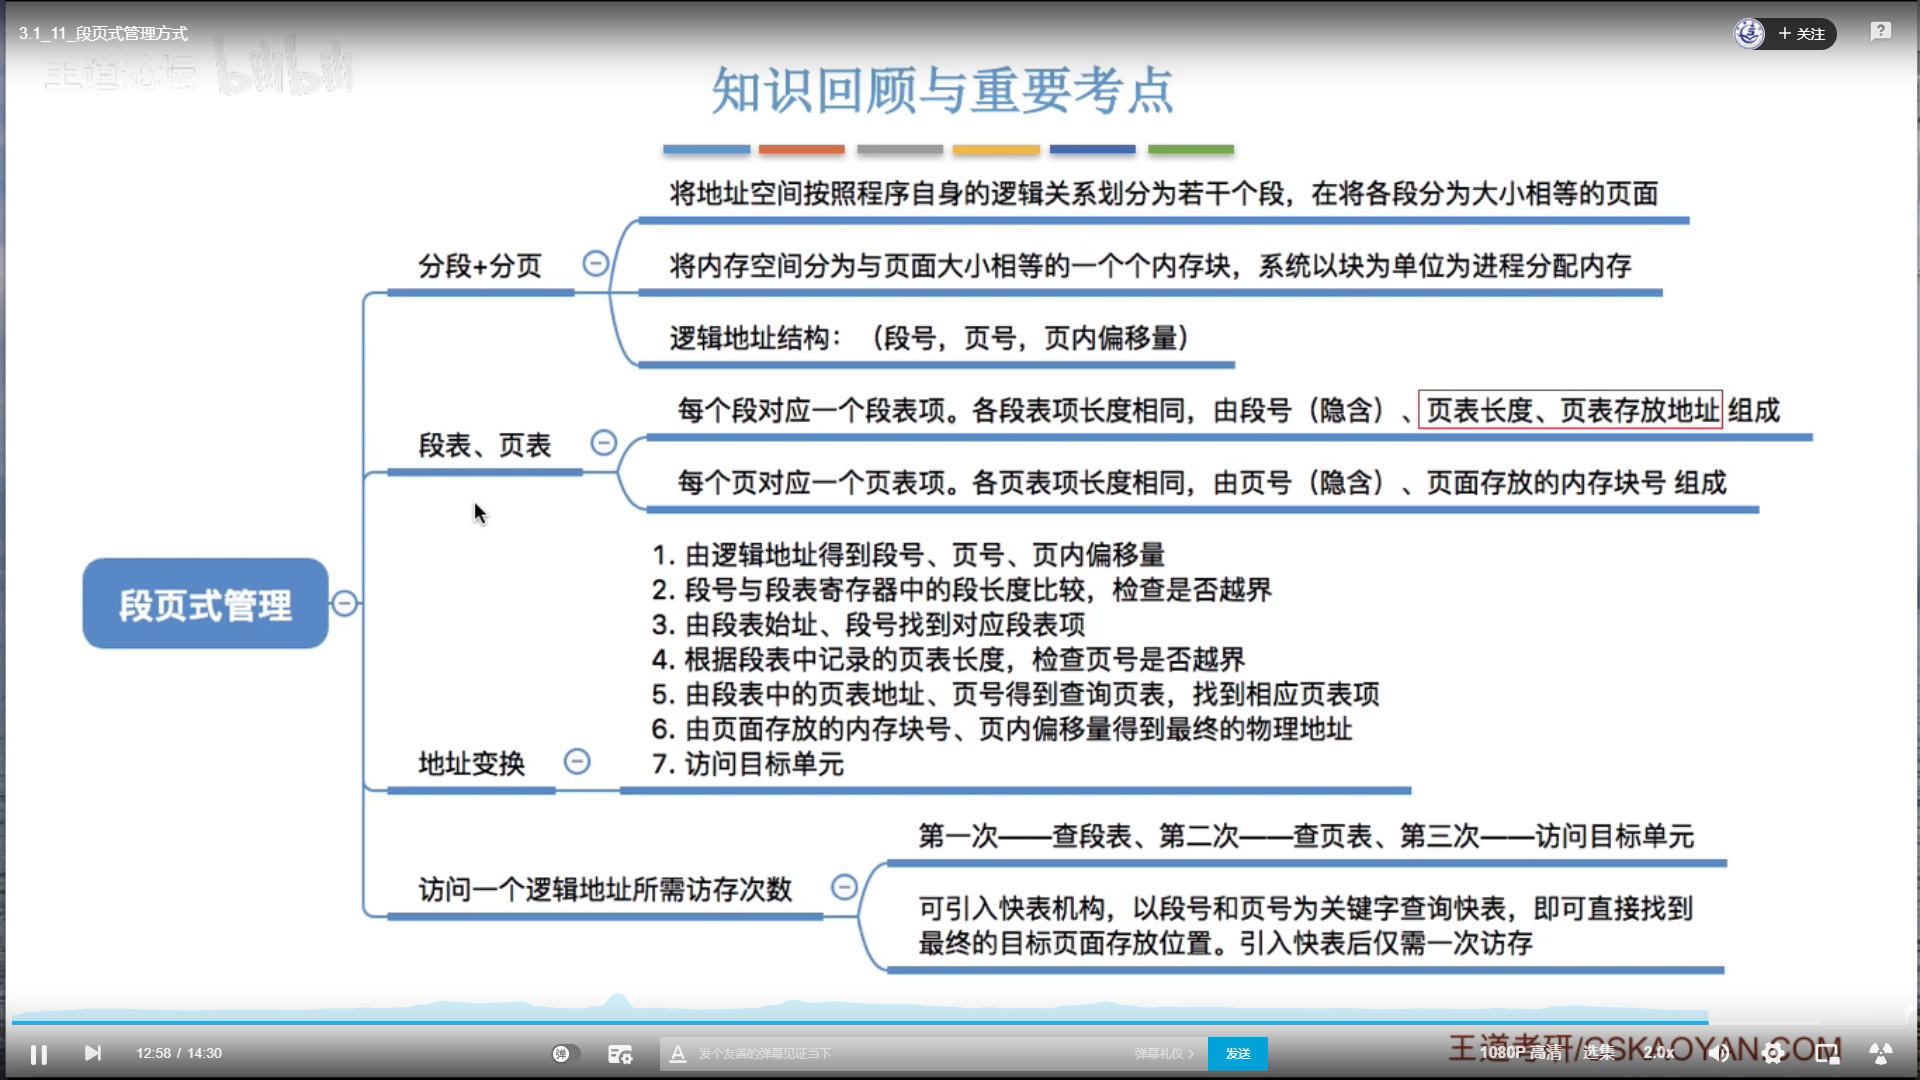 3.1_11_段页式管理方式
+ 关注
王道论坛 bilibili
知识回顾与重要考点
将地址空间按照程序自身的逻辑关系划分为若干个段，在将各段分为大小相等的页面
分段+分页
将内存空间分为与页面大小相等的一个个内存块，系统以块为单位为进程分配内存
逻辑地址结构：（段号，页号，页内偏移量）
每个段对应一个段表项。各段表项长度相同，由段号（隐含）、页表长度、页表存放地址 组成
段表、页表
每个页对应一个页表项。各页表项长度相同，由页号（隐含）、页面存放的内存块号 组成
段页式管理
1. 由逻辑地址得到段号、页号、页内偏移量
2. 段号与段表寄存器中的段长度比较，检查是否越界
3. 由段表始址、段号找到对应段表项
4. 根据段表中记录的页表长度，检查页号是否越界
5. 由段表中的页表地址、页号得到查询页表，找到相应页表项
6. 由页面存放的内存块号、页内偏移量得到最终的物理地址
7. 访问目标单元
地址变换
第一次——查段表、第二次——查页表、第三次——访问目标单元
访问一个逻辑地址所需访存次数
可引入快表机构，以段号和页号为关键字查询快表，即可直接找到
最终的目标页面存放位置。引入快表后仅需一次访存
王道考研/CSKAOYAN.COM
12:58 / 14:30
弹
发个友善的弹幕见证当下
弹幕礼仪 >
发送
1080P 高清
选集
2.0x